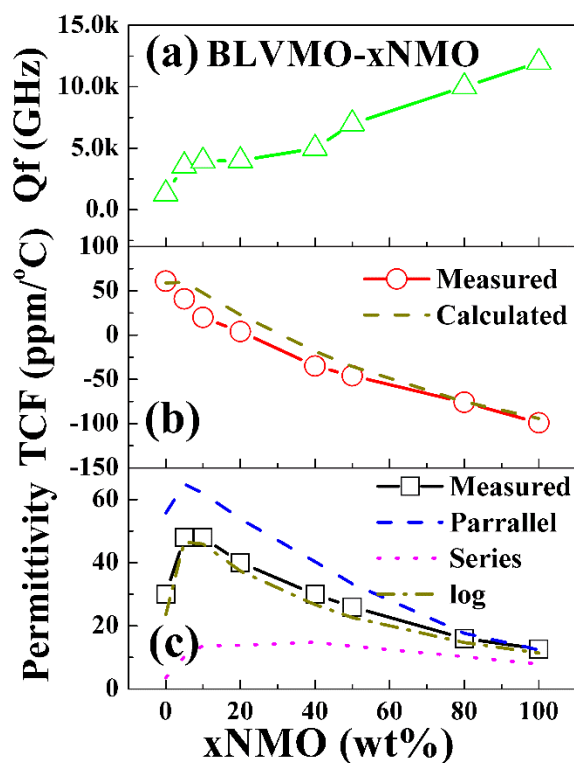 (a) BLVMO-xNMO
Qf (GHz)
15.0k
10.0k
5.0k
0.0
TCF (ppm/°C)
100
50
0
-50
-100
-150
Measured
Calculated
(b)
Permittivity
60
40
20
0
Measured
Parrallel
Series
log
(c)
0 20 40 60 80 100
xNMO (wt%)